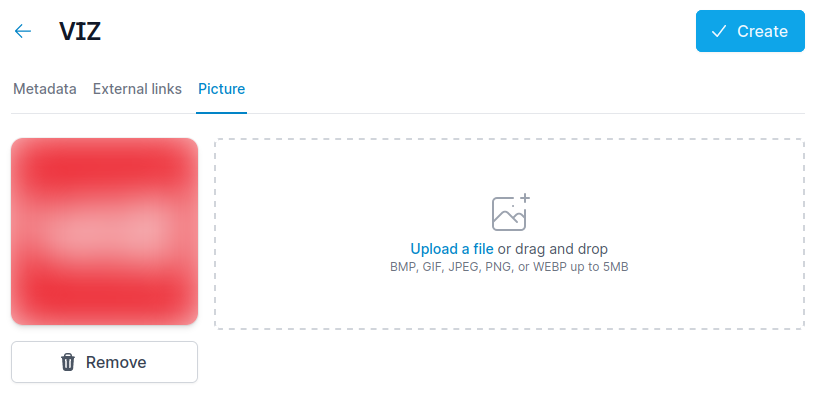 VIZ
Create
Metadata
External links
Picture
Upload a file or drag and drop
BMP, GIF, JPEG, PNG, or WEBP up to 5MB
Remove